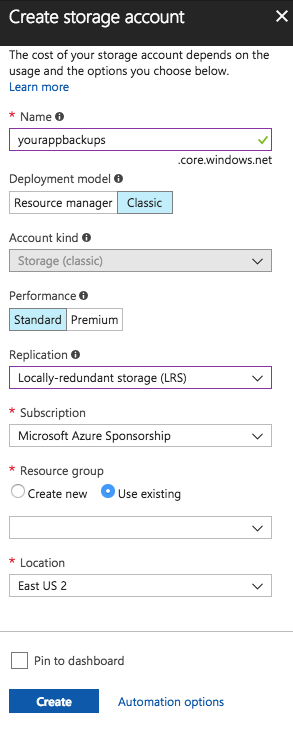 Create storage account
The cost of your storage account depends on the
usage and the options you choose below.
Learn more
* Name
yourappbackups
.core.windows.net
Deployment model
Resource manager Classic
Account kind
Storage (classic)
Performance
Standard Premium
Replication
Locally-redundant storage (LRS)
* Subscription
Microsoft Azure Sponsorship
* Resource group
Create new Use existing
* Location
East US 2
Pin to dashboard
Create Automation options